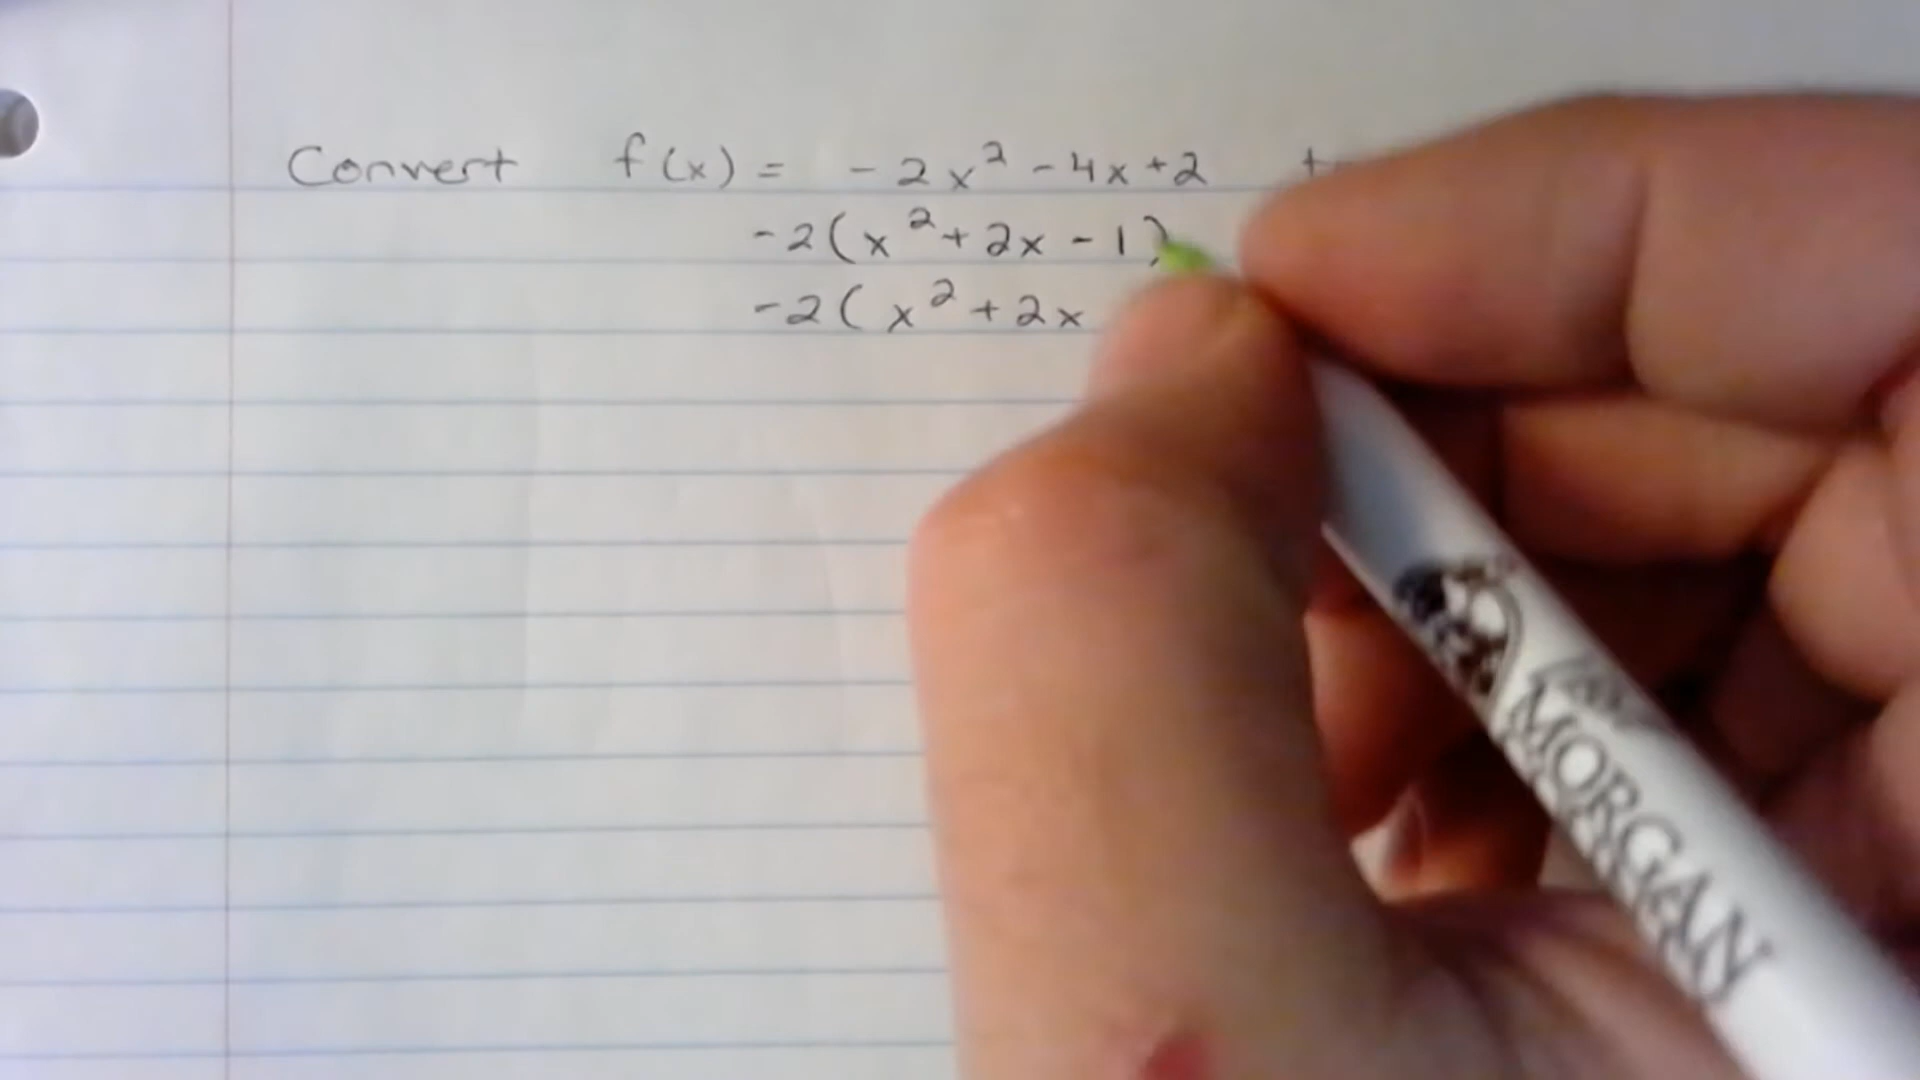 Convert f(x) = -2x² - 4x + 2
-2(x² + 2x - 1)
-2(x² + 2x
MORGAN